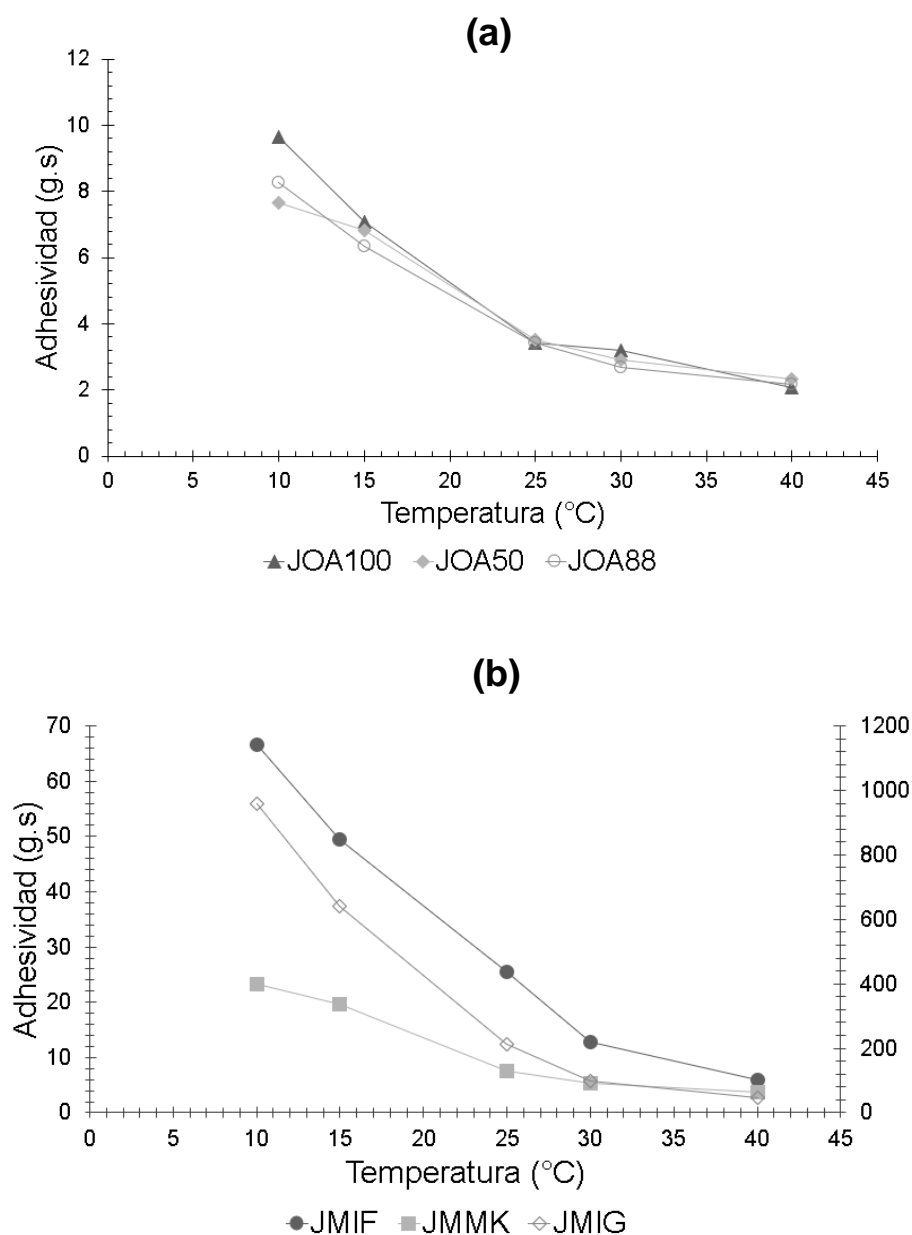 (a)
Adhesividad (g.s)
12
10
8
6
4
2
0
0 5 10 15 20 25 30 35 40 45
Temperatura (°C)
JOA100 JOA50 JOA88
(b)
Adhesividad (g.s)
70
60
50
40
30
20
10
0
1200
1000
800
600
400
200
0
0 5 10 15 20 25 30 35 40 45
Temperatura (°C)
JMIF JMMK JMIG